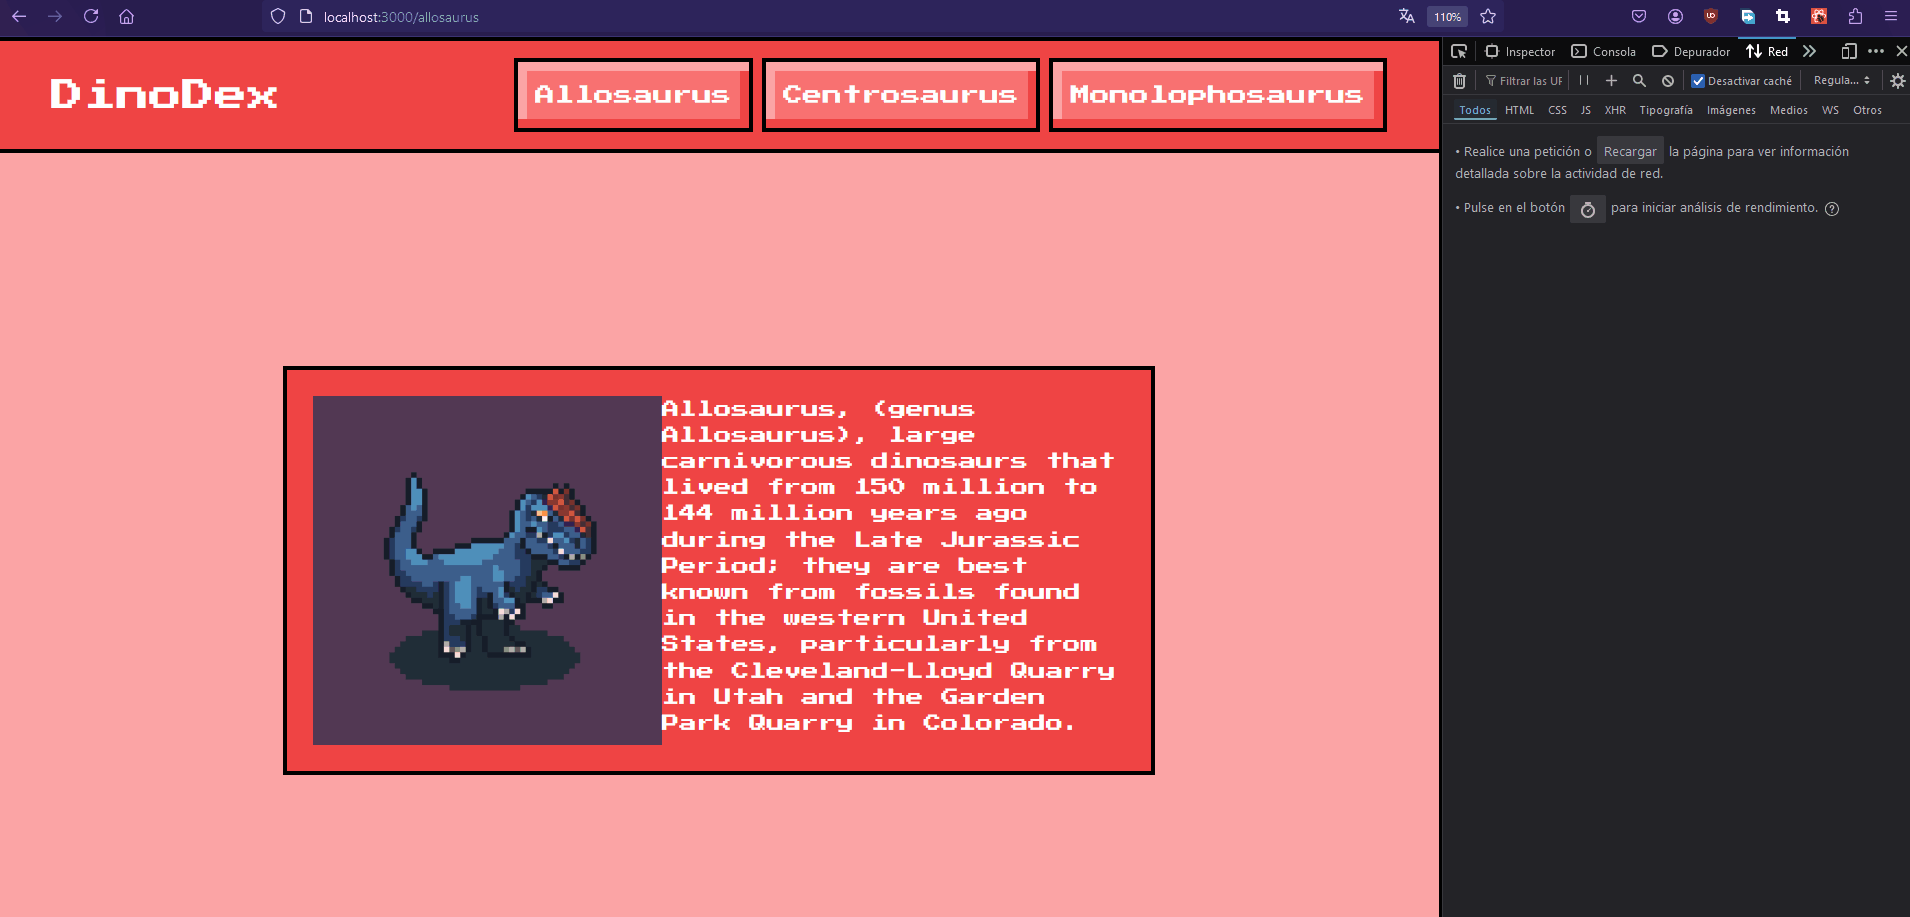 localhost:3000/allosaurus
110%
DinoDex
Allosaurus
Centrosaurus
Monolophosaurus
Allosaurus, (genus
Allosaurus), large
carnivorous dinosaurs that
lived from 150 million to
144 million years ago
during the Late Jurassic
Period; they are best
known from fossils found
in the western United
States, particularly from
the Cleveland-Lloyd Quarry
in Utah and the Garden
Park Quarry in Colorado.
Inspector Consola Depurador Red
Filtrar las UF Desactivar caché Regula...
Todos HTML CSS JS XHR Tipografía Imágenes Medios WS Otros
• Realice una petición o Recargar la página para ver información
detallada sobre la actividad de red.
• Pulse en el botón para iniciar análisis de rendimiento.